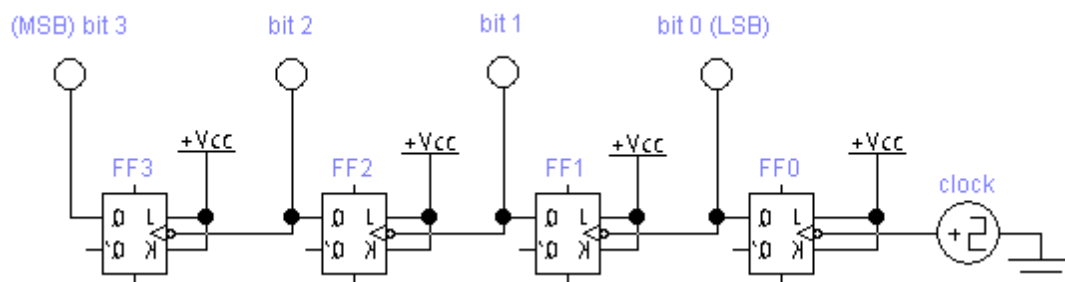 (MSB) bit 3
bit 2
bit 1
bit 0 (LSB)
+Vcc
+Vcc
+Vcc
+Vcc
FF3
FF2
FF1
FF0
clock
Q J
Q J
Q J
Q J
+
Q' K
Q' K
Q' K
Q' K